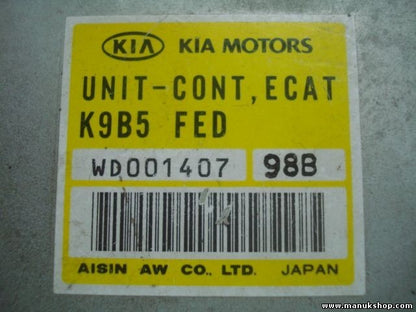 KIA KIA MOTORS
UNIT-CONT, ECAT
K9B5 FED
WD001407 98B
AISIN AW CO., LTD. JAPAN
www.manukshop.com